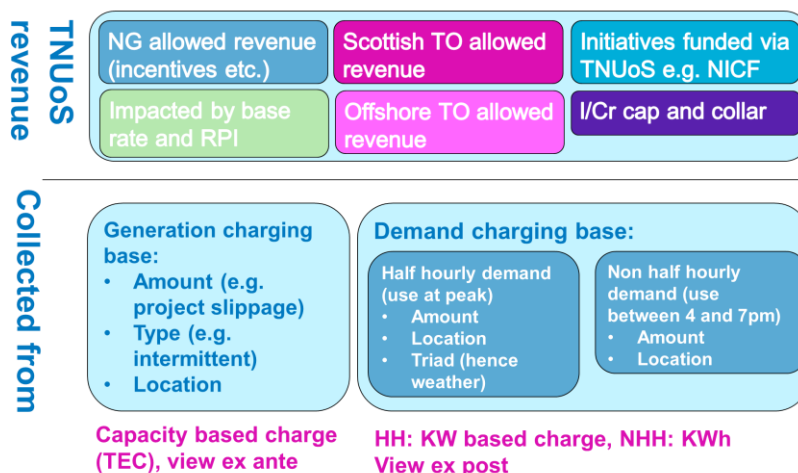 TNUoS
revenue
NG allowed revenue
(incentives etc.)
Scottish TO allowed
revenue
Initiatives funded via
TNUoS e.g. NICF
Impacted by base
rate and RPI
Offshore TO allowed
revenue
I/Cr cap and collar
Collected from
Generation charging
base:
• Amount (e.g.
project slippage)
• Type (e.g.
intermittent)
• Location
Demand charging base:
Half hourly demand
(use at peak)
• Amount
• Location
• Triad (hence
weather)
Non half hourly
demand (use
between 4 and 7pm)
• Amount
• Location
Capacity based charge
(TEC), view ex ante
HH: KW based charge, NHH: KWh
View ex post